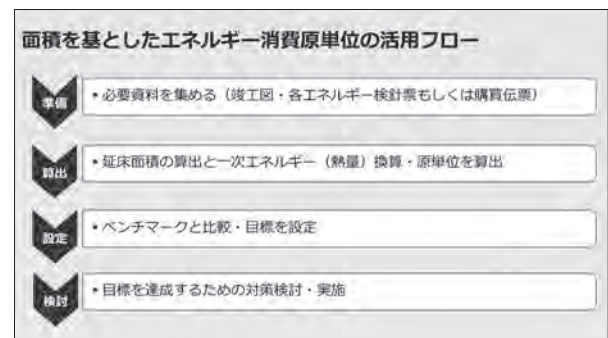 面積を基としたエネルギー消費原単位の活用フロー
準備
・必要資料を集める（竣工図・各エネルギー検針票もしくは購買伝票）
算出
・延床面積の算出と一次エネルギー（熱量）換算・原単位を算出
設定
・ベンチマークと比較・目標を設定
検討
・目標を達成するための対策検討・実施